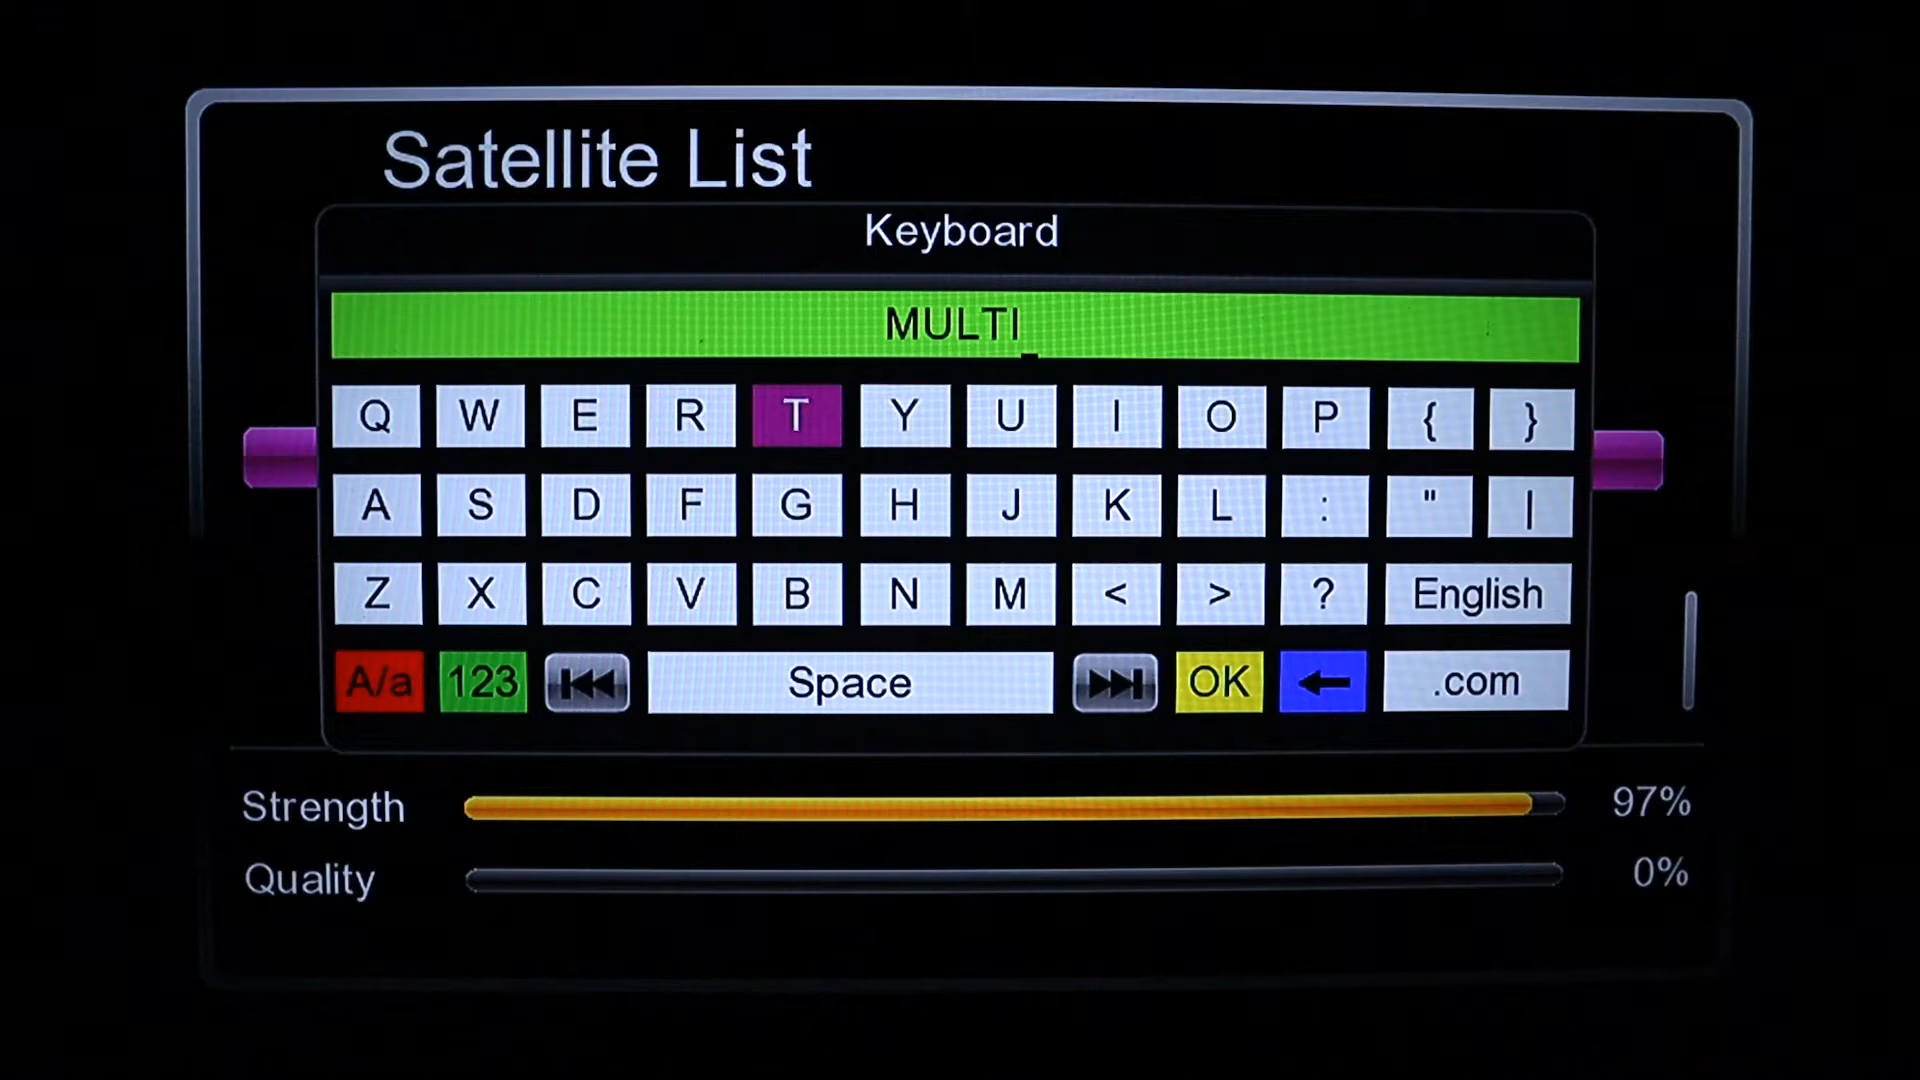 Satellite List
Keyboard
MULTI
Q W E R T Y U I O P { }
A S D F G H J K L : " |
Z X C V B N M < > ? English
A/a 123 Space OK .com
Strength 97%
Quality 0%